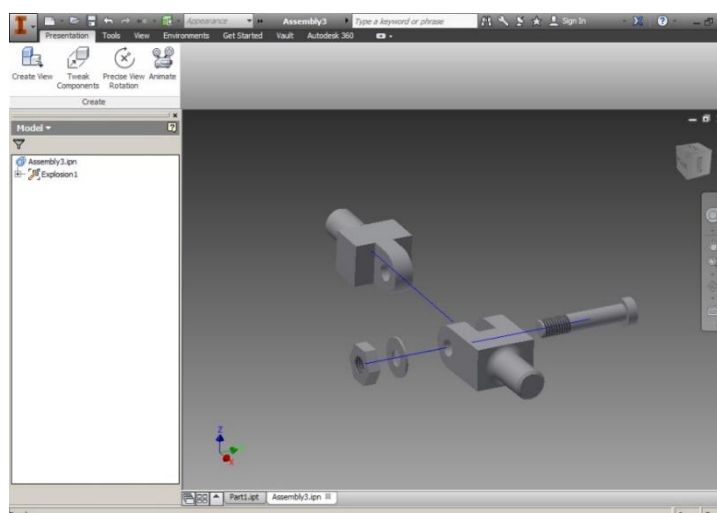 Appearance
Assembly3
Type a keyword or phrase
Sign In
Presentation Tools View Environments Get Started Vault Autodesk 360
Create View
Tweak Components
Precise View Rotation
Animate
Create
Model
Assembly3.ipn
Explosion1
Z
X
Part1.ipt
Assembly3.ipn